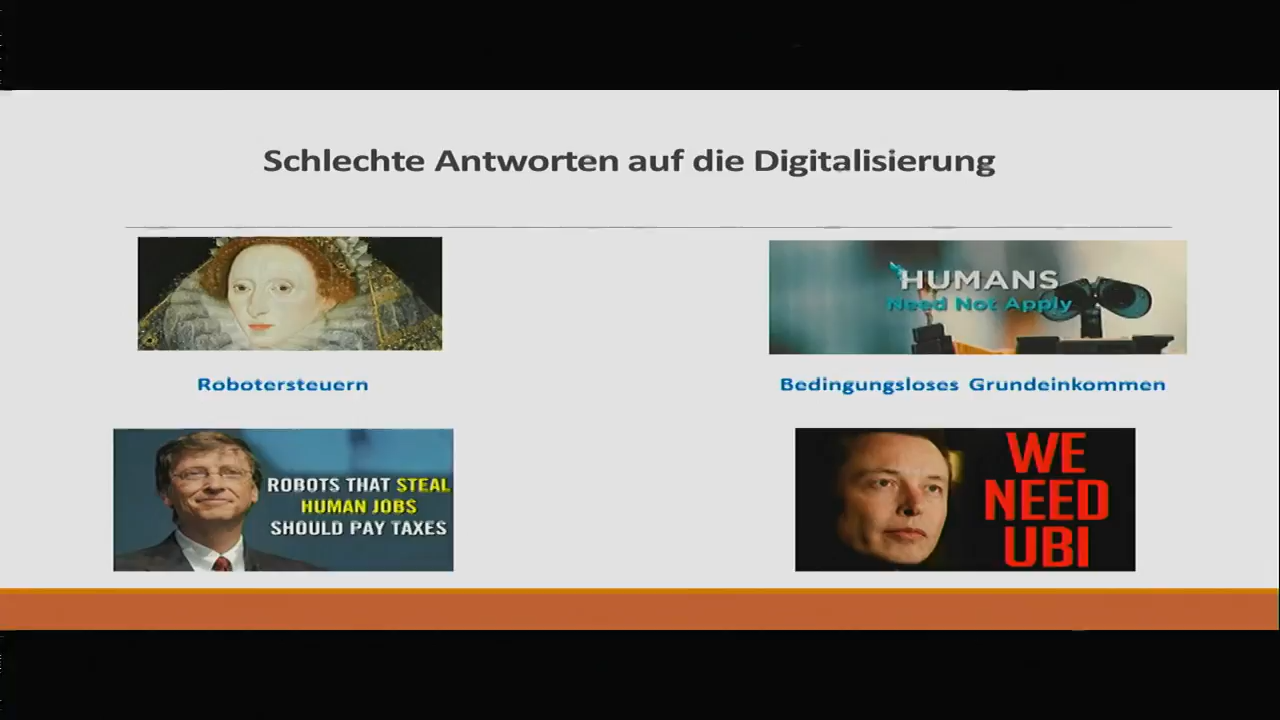 Schlechte Antworten auf die Digitalisierung
HUMANS
Need Not Apply
Robotersteuern
Bedingungsloses Grundeinkommen
ROBOTS THAT STEAL
HUMAN JOBS
SHOULD PAY TAXES
WE
NEED
UBI